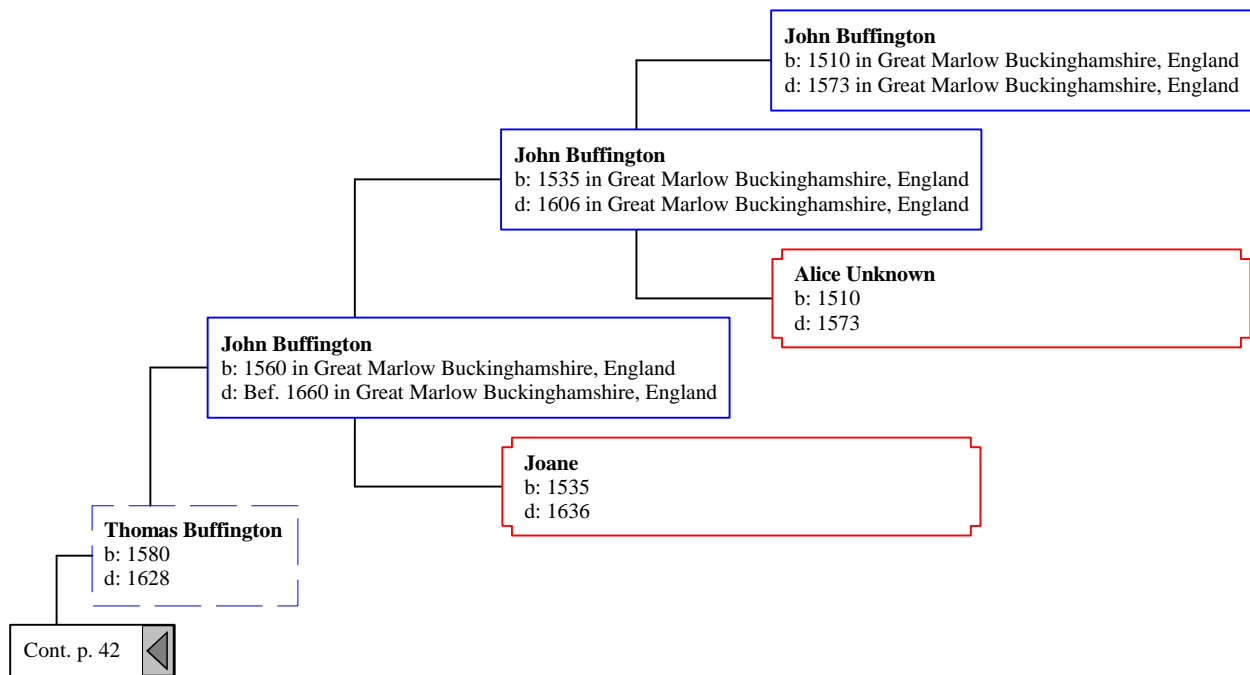 John Buffington
b: 1510 in Great Marlow Buckinghamshire, England
d: 1573 in Great Marlow Buckinghamshire, England
John Buffington
b: 1535 in Great Marlow Buckinghamshire, England
d: 1606 in Great Marlow Buckinghamshire, England
Alice Unknown
b: 1510
d: 1573
John Buffington
b: 1560 in Great Marlow Buckinghamshire, England
d: Bef. 1660 in Great Marlow Buckinghamshire, England
Joane
b: 1535
d: 1636
Thomas Buffington
b: 1580
d: 1628
Cont. p. 42